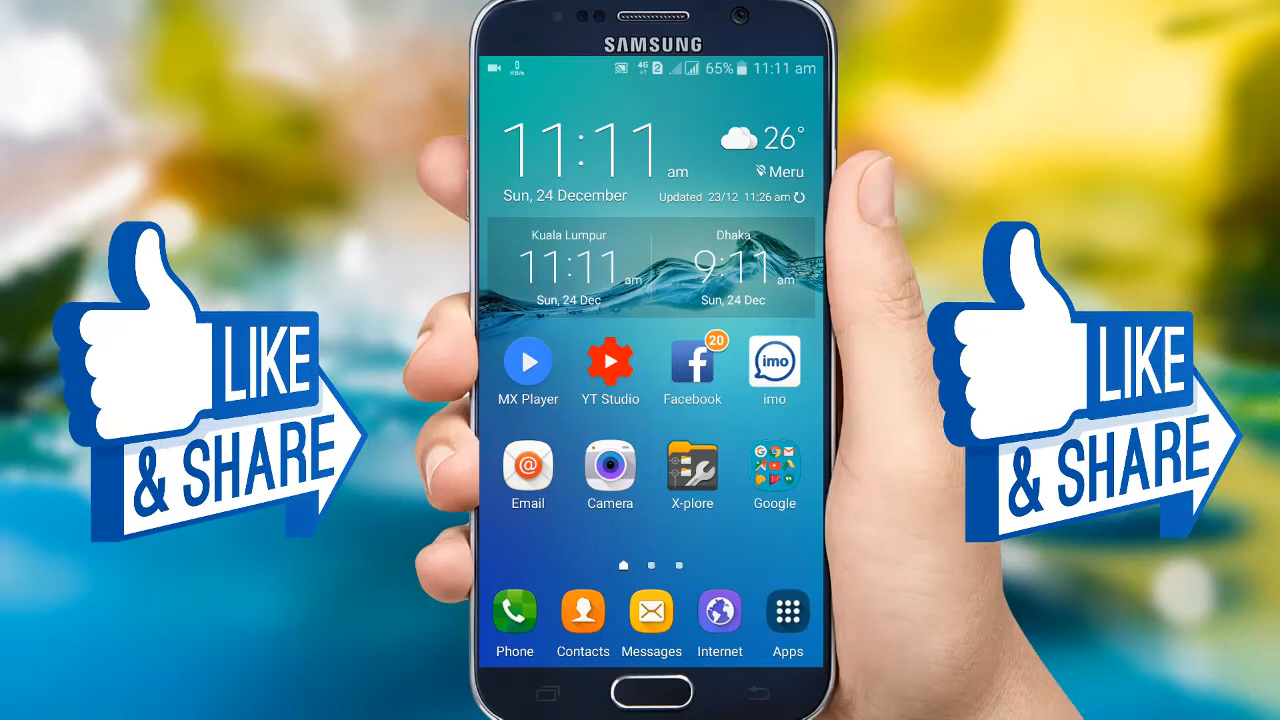 SAMSUNG
4G 2 65% 11:11 am
11:11 am
26°
Meru
Sun, 24 December
Updated 23/12 11:26 am
Kuala Lumpur
11:11 am
Sun, 24 Dec
Dhaka
9:11 am
Sun, 24 Dec
20
imo
MX Player
YT Studio
Facebook
imo
Email
Camera
X-plore
Google
Phone
Contacts
Messages
Internet
Apps
LIKE
& SHARE
LIKE
& SHARE